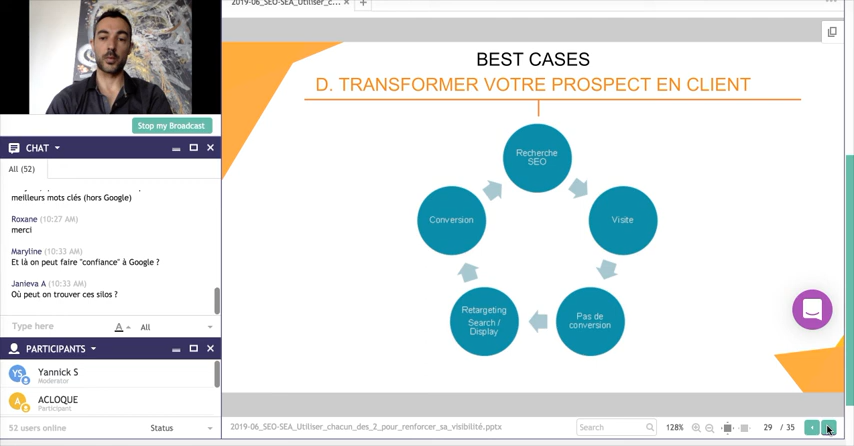 2019-06_SEO-SEA_Utiliser_c...
Stop my Broadcast
CHAT
All (52)
meilleurs mots clés (hors Google)
Roxane (10:27 AM)
merci
Maryline (10:33 AM)
Et là on peut faire "confiance" à Google ?
Janieva A (10:33 AM)
Où peut on trouver ces silos ?
Type here
A
All
PARTICIPANTS
YS
Yannick S
Moderator
A
ACLOQUE
Participant
52 users online
Status
BEST CASES
D. TRANSFORMER VOTRE PROSPECT EN CLIENT
Recherche
SEO
Visite
Pas de
conversion
Retargeting
Search /
Display
Conversion
2019-06_SEO-SEA_Utiliser_chacun_des_2_pour_renforcer_sa_visibilité.pptx
Search
128%
29 / 35